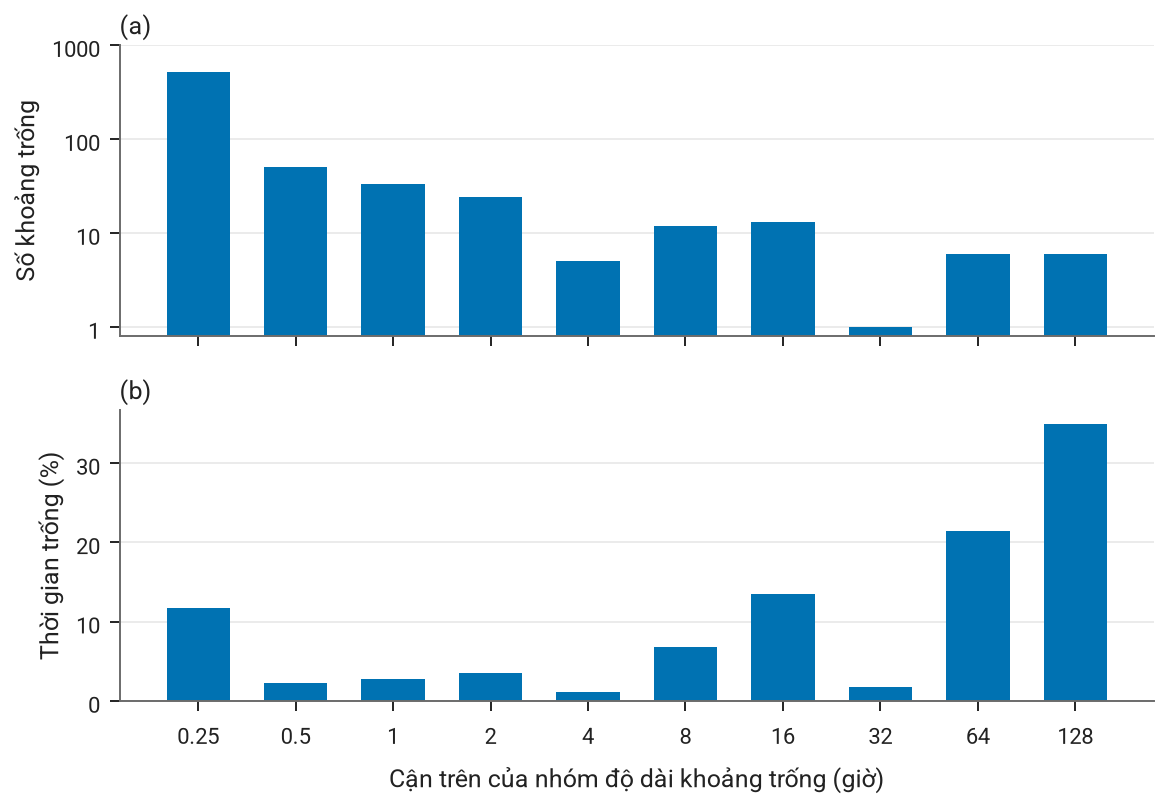 (a)
Số khoảng trống
1000
100
10
1
(b)
Thời gian trống (%)
30
20
10
0
0.25 0.5 1 2 4 8 16 32 64 128
Cận trên của nhóm độ dài khoảng trống (giờ)